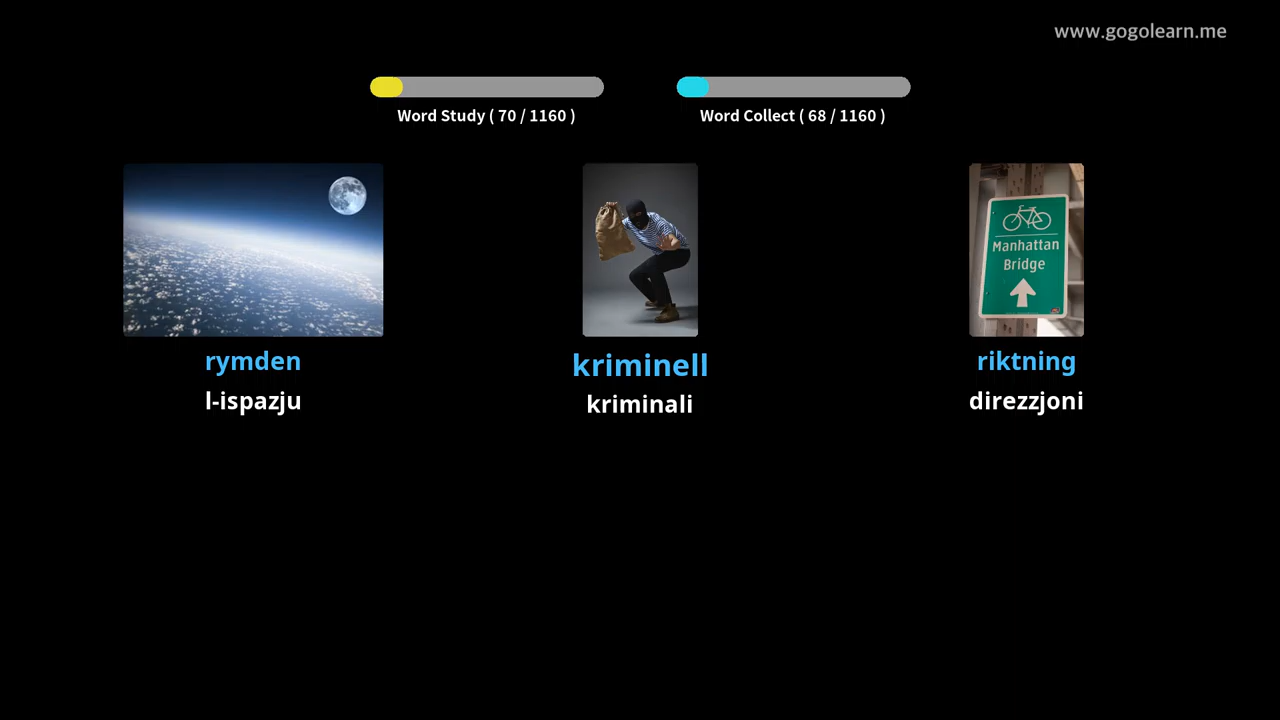 www.gogolearn.me
Word Study ( 70 / 1160 )
Word Collect ( 68 / 1160 )
Manhattan
Bridge
rymden
l-ispazju
kriminell
kriminali
riktning
direzzjoni